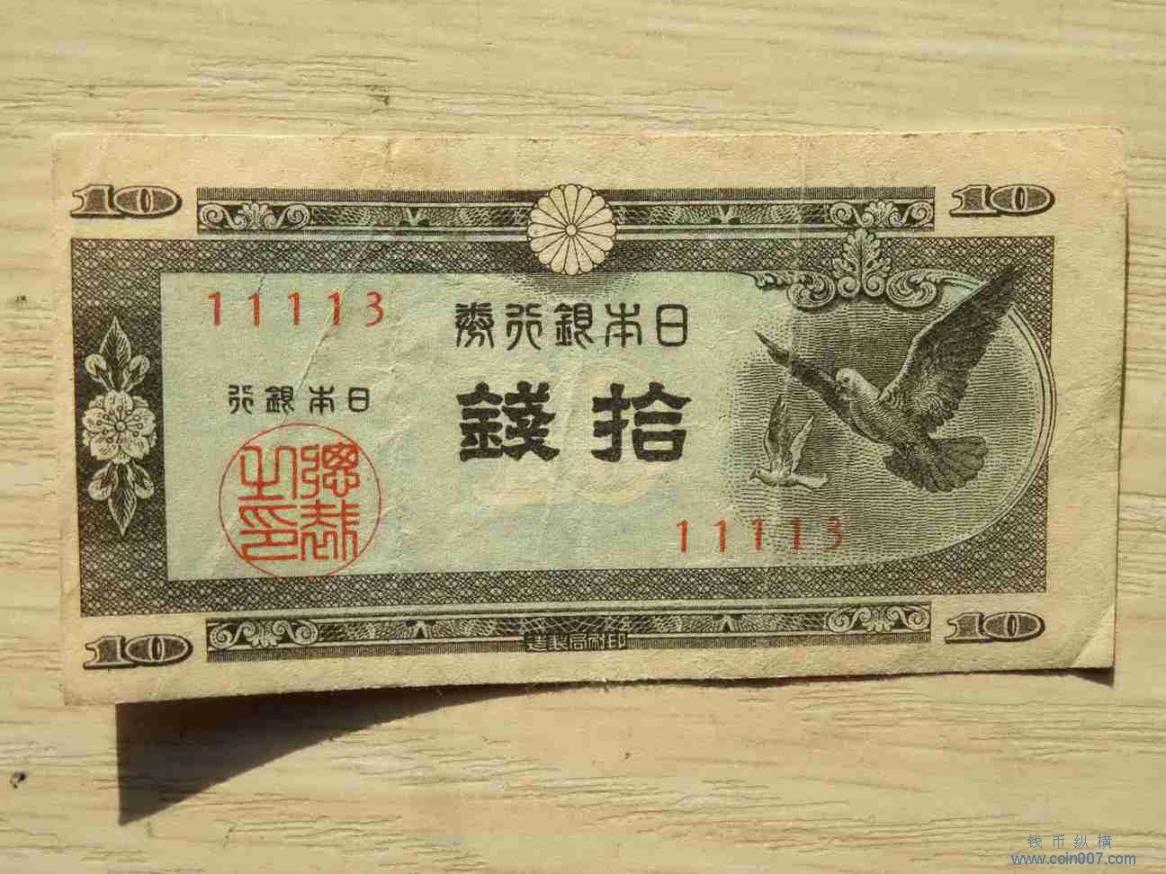 10
10
11113
日本銀行券
日本銀行
拾錢
總裁
之印
11113
10
印刷局製造
10
钱币纵横
www.coin007.com